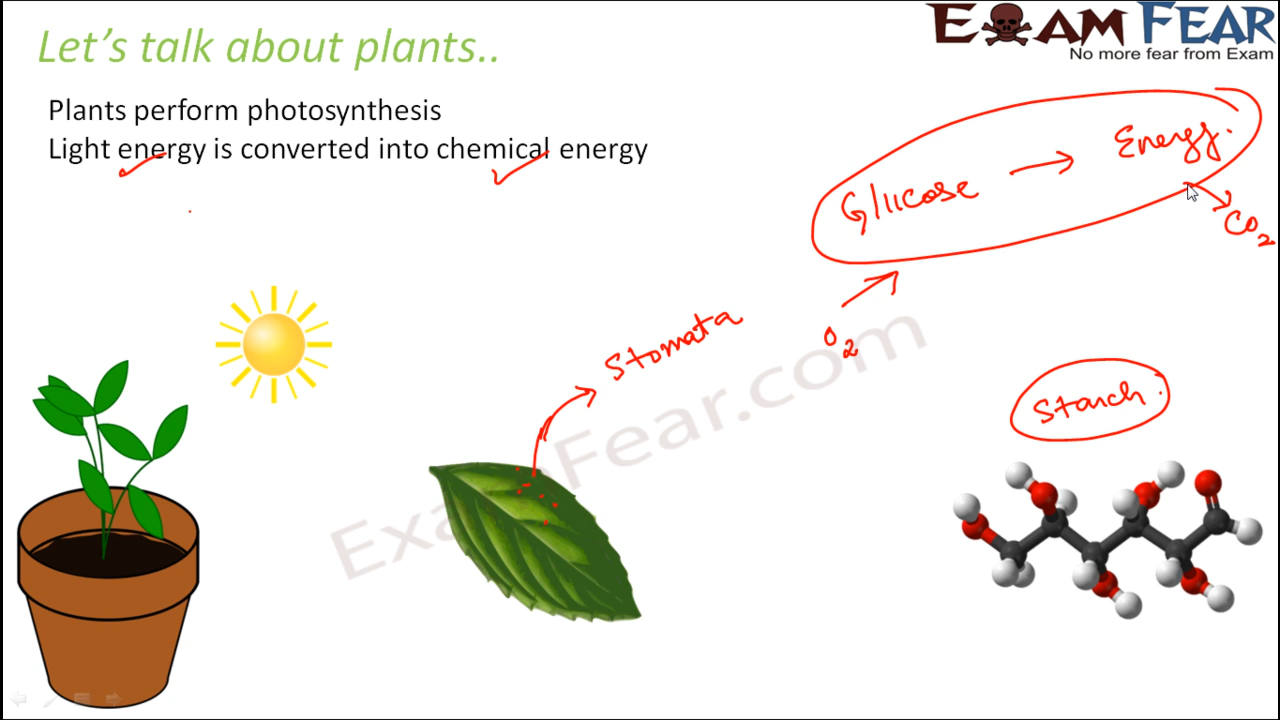 Let's talk about plants..
EXAM FEAR
No more fear from Exam
Plants perform photosynthesis
Light energy is converted into chemical energy
Glucose → Energy.
CO2
O2
Stomata
Starch.
ExamFear.com